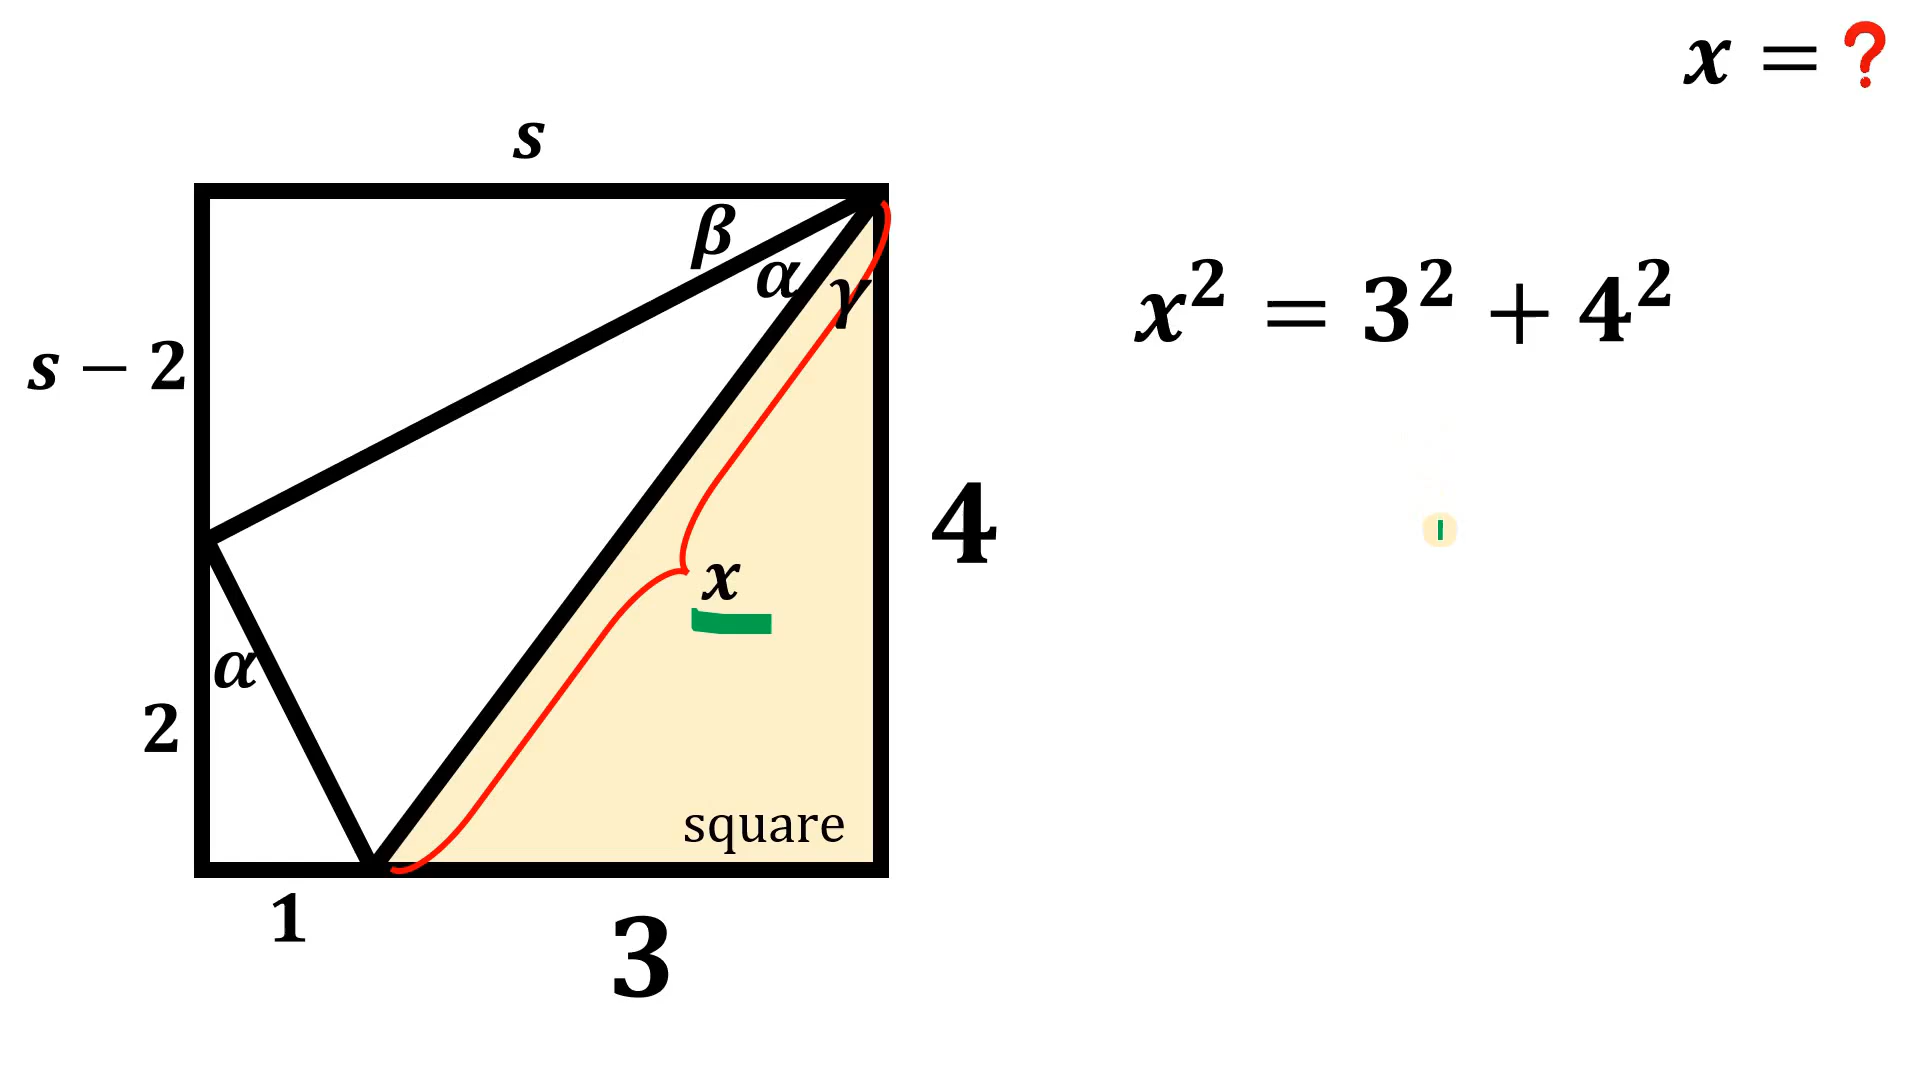 x = ?
s
β
α
γ
s − 2
x² = 3² + 4²
4
x
α
2
square
1
3